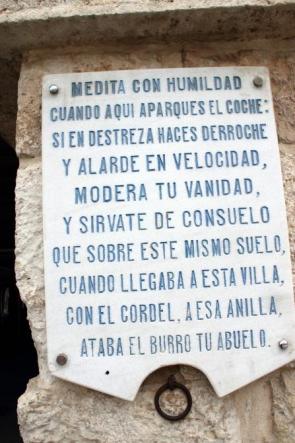 MEDITA CON HUMILDAD
CUANDO AQUI APARQUES EL COCHE:
SI EN DESTREZA HACES DERROCHE
Y ALARDE EN VELOCIDAD,
MODERA TU VANIDAD,
Y SIRVATE DE CONSUELO
QUE SOBRE ESTE MISMO SUELO,
CUANDO LLEGABA A ESTA VILLA,
CON EL CORDEL, A ESA ANILLA,
ATABA EL BURRO TU ABUELO.